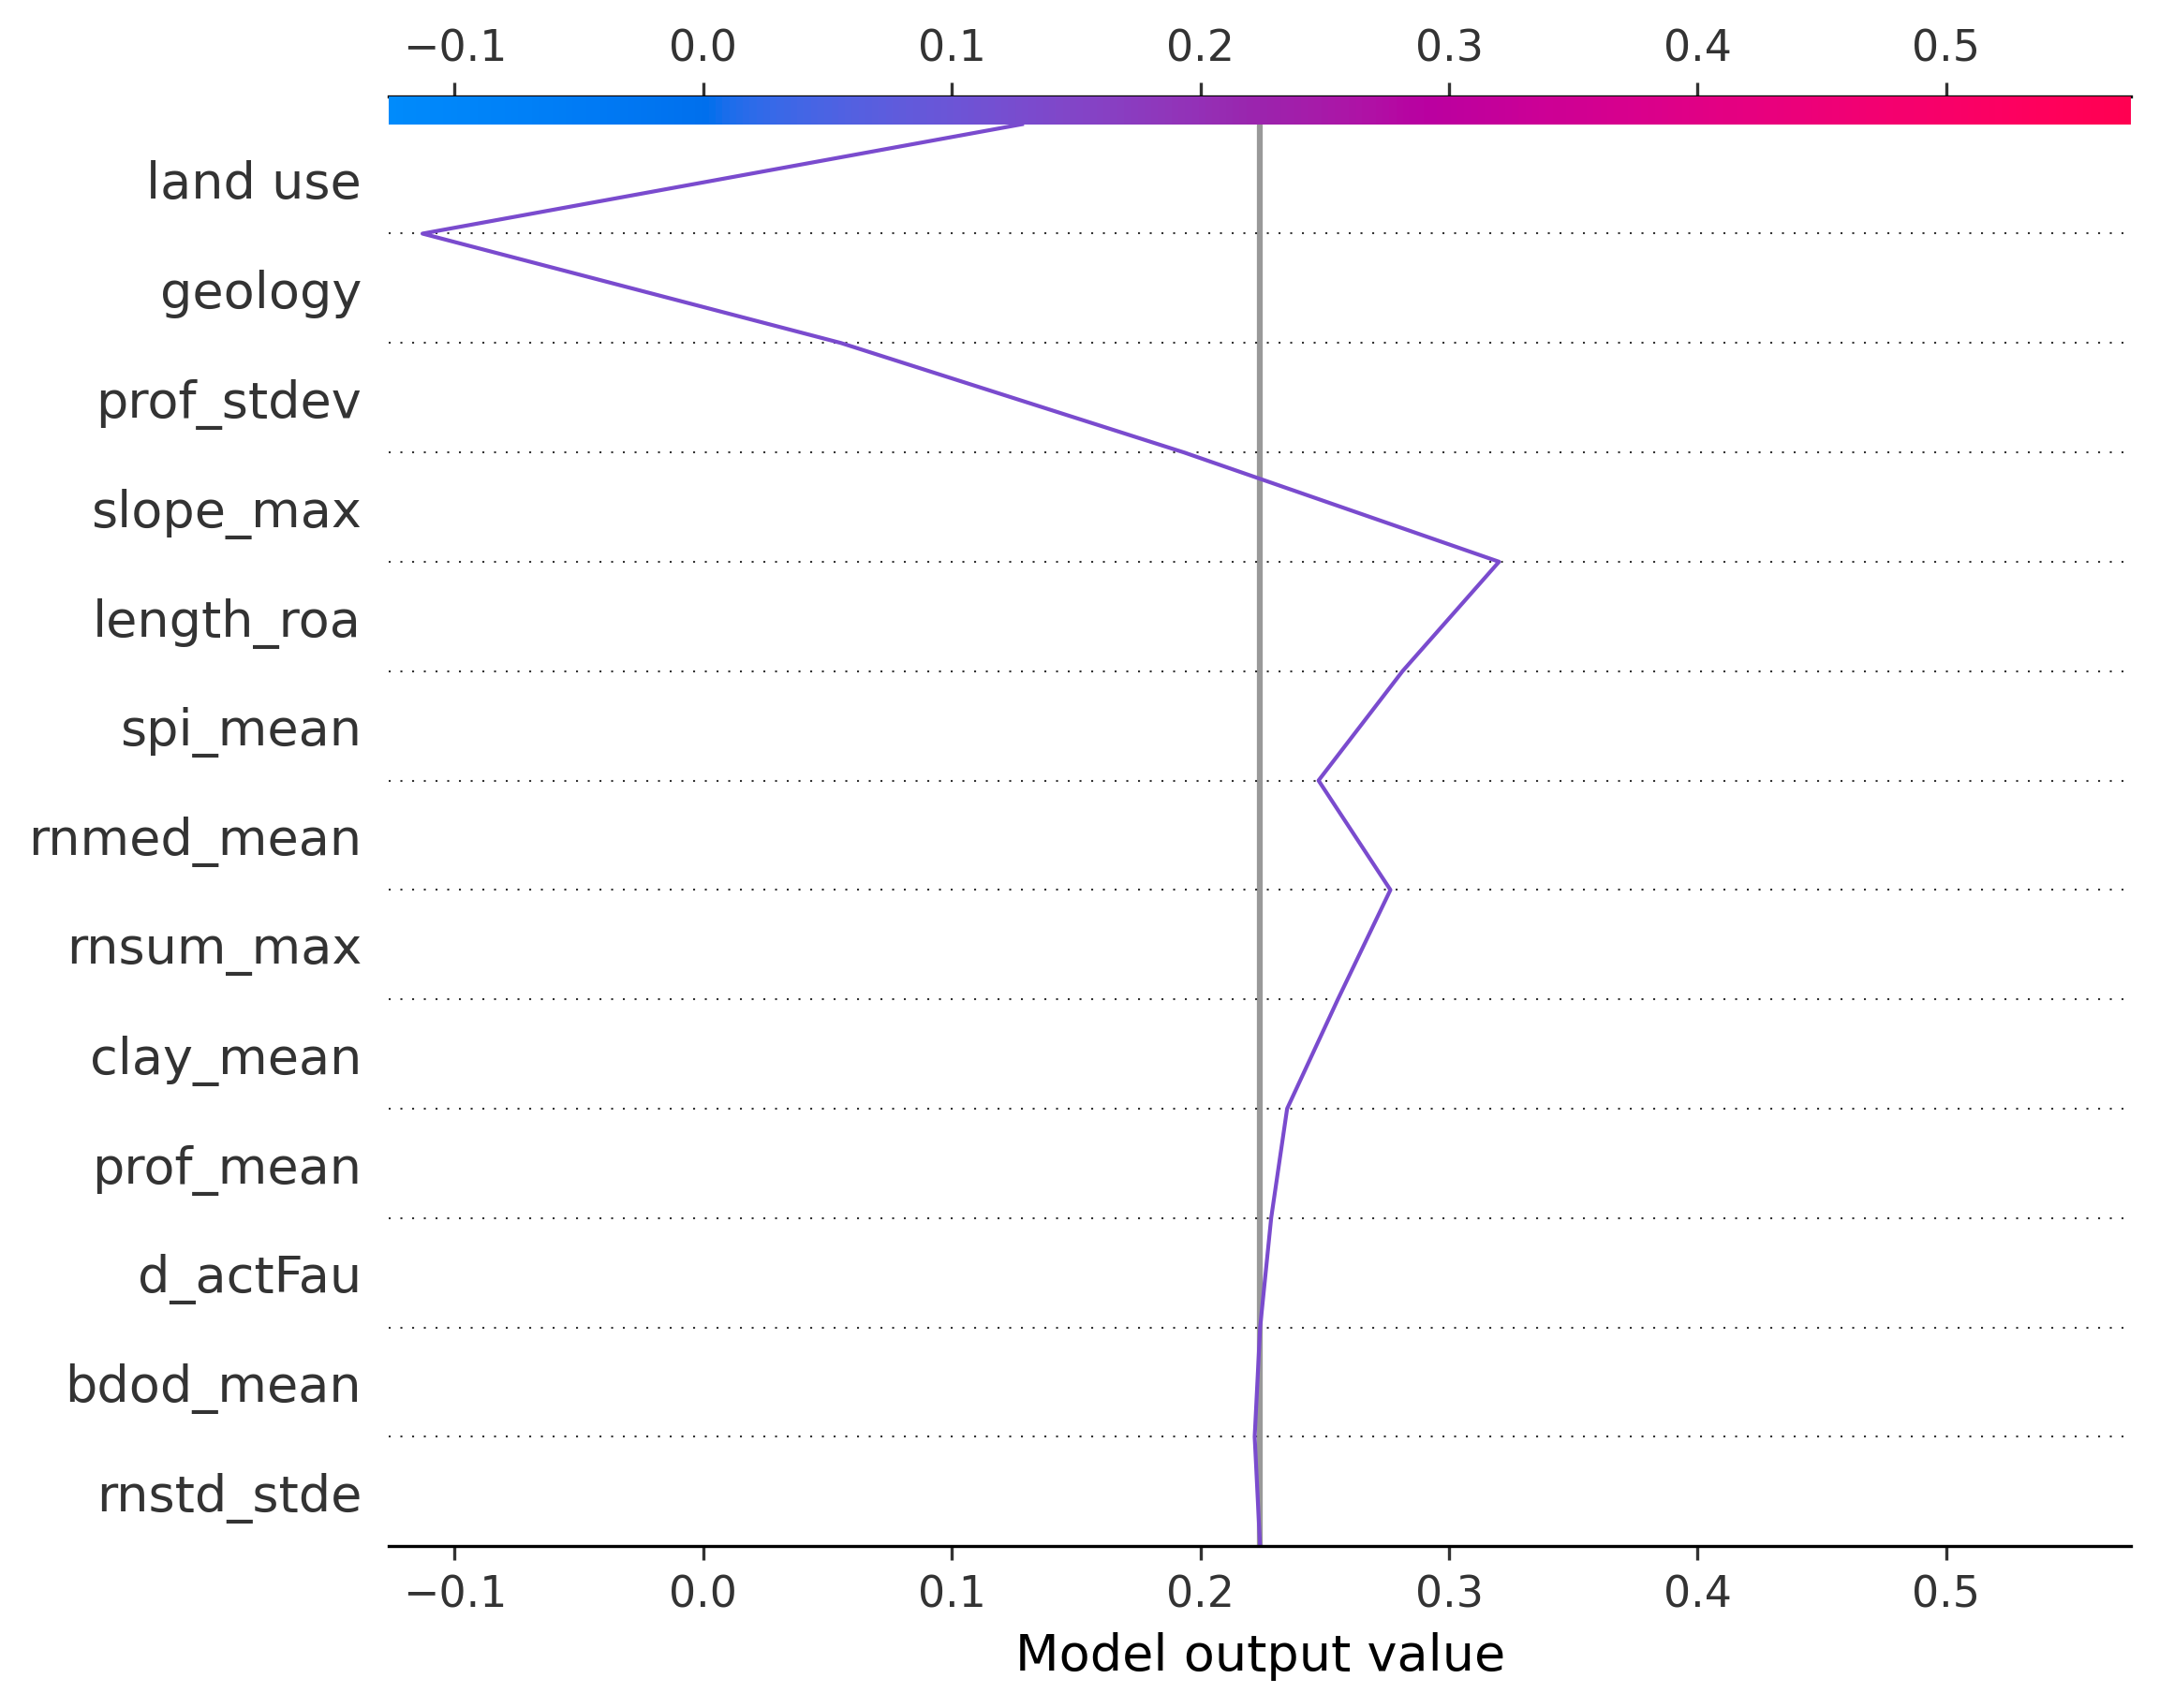 −0.1 0.0 0.1 0.2 0.3 0.4 0.5
land use
geology
prof_stdev
slope_max
length_roa
spi_mean
rnmed_mean
rnsum_max
clay_mean
prof_mean
d_actFau
bdod_mean
rnstd_stde
−0.1 0.0 0.1 0.2 0.3 0.4 0.5
Model output value